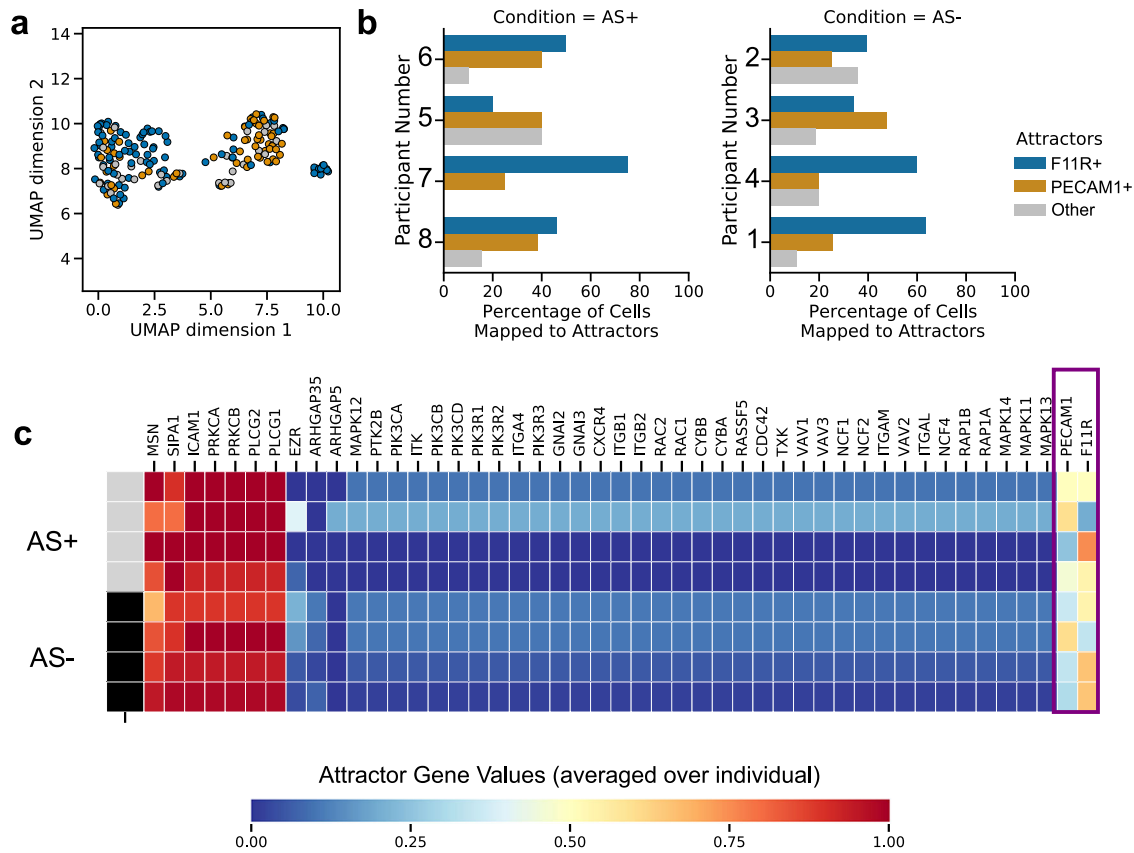 a
14
12
10
8
6
4
UMAP dimension 2
0.0 2.5 5.0 7.5 10.0
UMAP dimension 1
b
Condition = AS+
Participant Number
6
5
7
8
0 20 40 60 80 100
Percentage of Cells
Mapped to Attractors
Condition = AS-
Participant Number
2
3
4
1
0 20 40 60 80 100
Percentage of Cells
Mapped to Attractors
Attractors
F11R+
PECAM1+
Other
c
MSN
SIPA1
ICAM1
PRKCA
PRKCB
PLCG2
PLCG1
EZR
ARHGAP35
ARHGAP5
MAPK12
PTK2B
PIK3CA
ITK
PIK3CB
PIK3CD
PIK3R1
PIK3R2
ITGA4
PIK3R3
GNAI2
GNAI3
CXCR4
ITGB1
ITGB2
RAC2
RAC1
CYBB
CYBA
RASSF5
CDC42
TXK
VAV1
VAV3
NCF1
NCF2
ITGAM
VAV2
ITGAL
NCF4
RAP1B
RAP1A
MAPK14
MAPK11
MAPK13
PECAM1
F11R
AS+
AS-
Attractor Gene Values (averaged over individual)
0.00 0.25 0.50 0.75 1.00